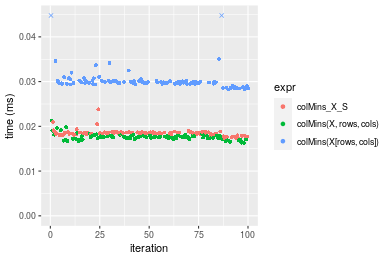 0.04
0.03
0.02
0.01
0.00
time (ms)
0
25
50
75
100
iteration
expr
colMins_X_S
colMins(X, rows, cols)
colMins(X[rows, cols])